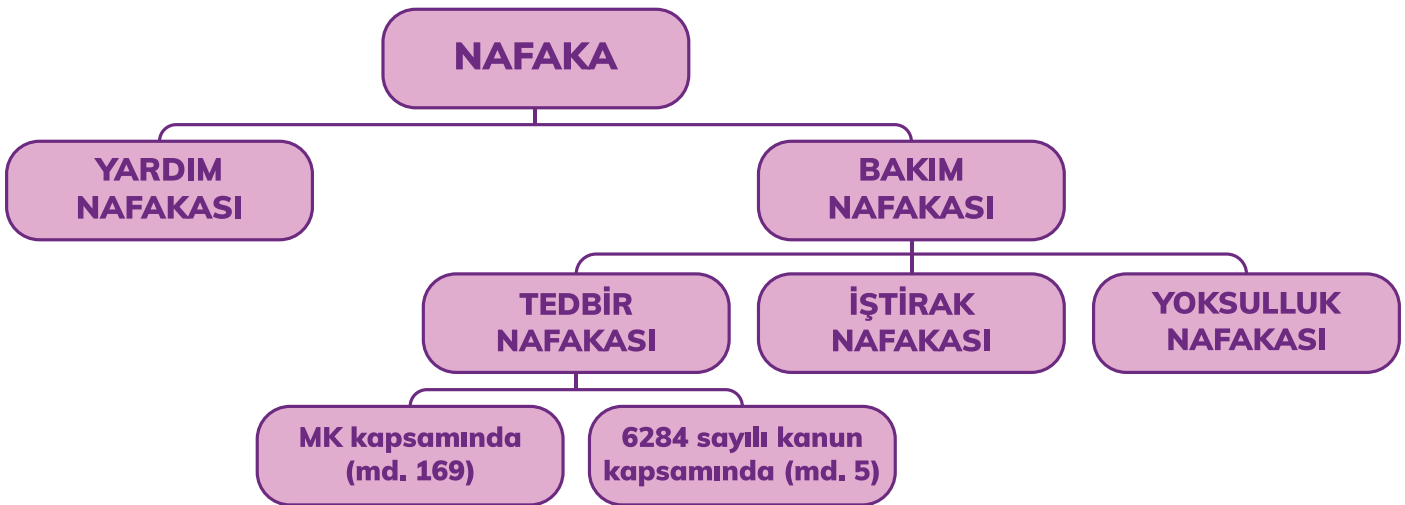 NAFAKA
YARDIM
NAFAKASI
BAKIM
NAFAKASI
TEDBİR
NAFAKASI
İŞTİRAK
NAFAKASI
YOKSULLUK
NAFAKASI
MK kapsamında
(md. 169)
6284 sayılı kanun
kapsamında (md. 5)